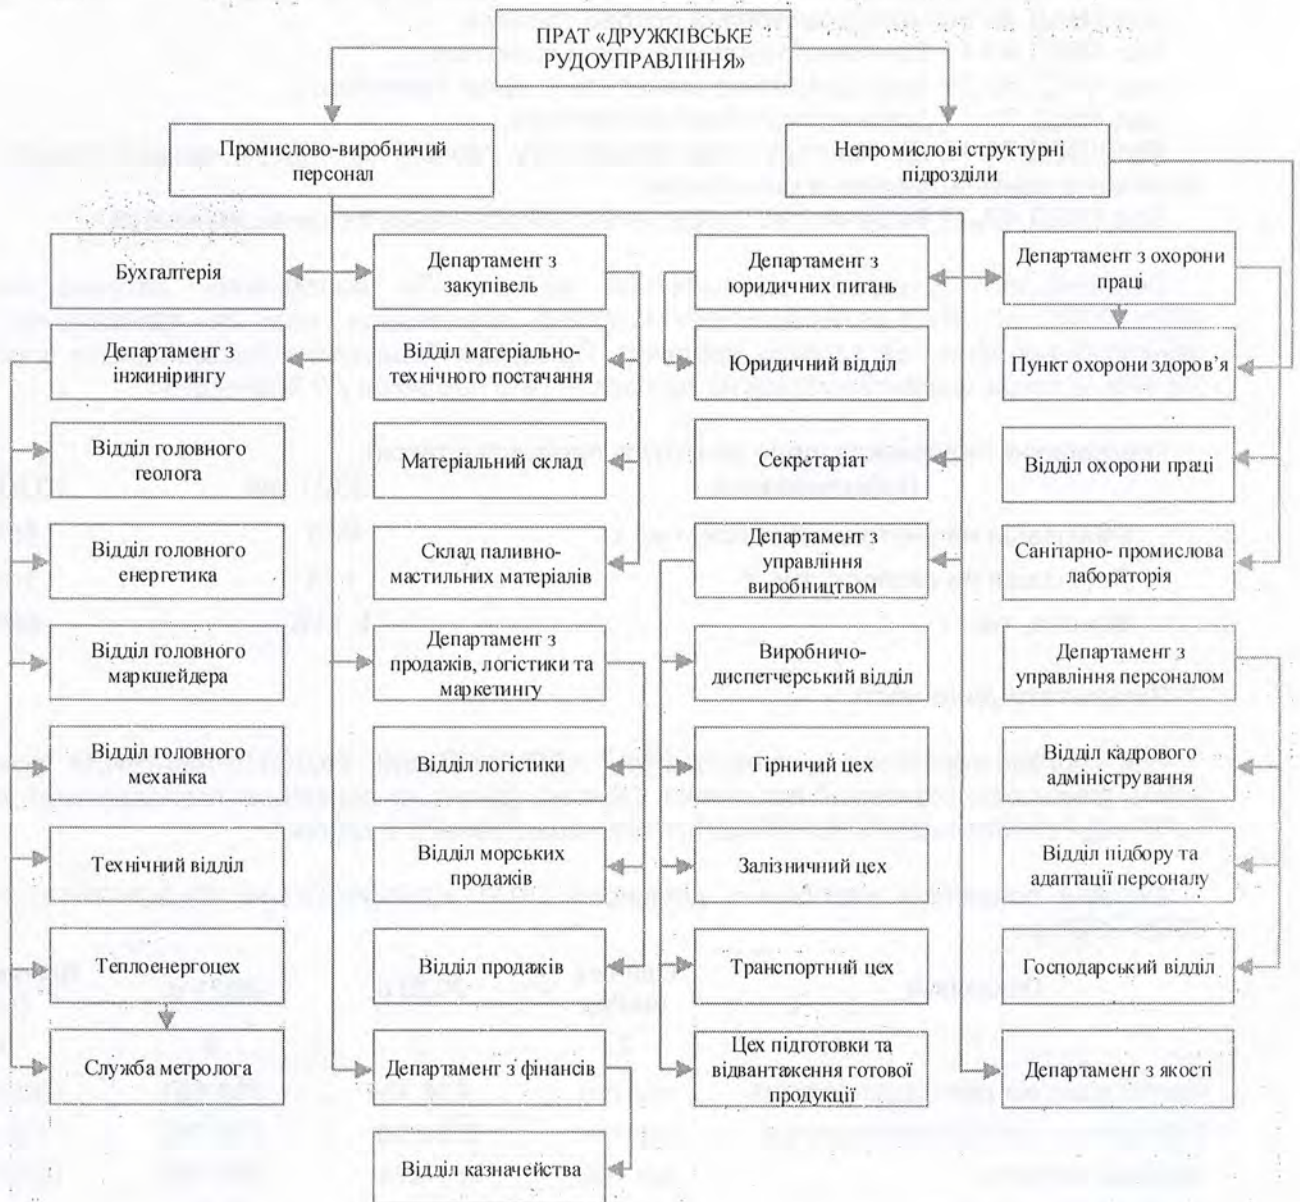 ПРАТ «ДРУЖКІВСЬКЕ
РУДОУПРАВЛІННЯ»
Промислово-виробничий
персонал
Непромислові структурні
підрозділи
Бухгалтерія
Департамент з
закупівель
Департамент з
юридичних питань
Департамент з охорони
праці
Департамент з
інжинірингу
Відділ матеріально-
технічного постачання
Юридичний відділ
Пункт охорони здоров’я
Відділ головного
геолога
Матеріальний склад
Секретаріат
Відділ охорони праці
Відділ головного
енергетика
Склад паливно-
мастильних матеріалів
Департамент з
управління
виробництвом
Санітарно- промислова
лабораторія
Відділ головного
маркшейдера
Департамент з
продажів, логістики та
маркетингу
Виробничо-
диспетчерський відділ
Департамент з
управління персоналом
Відділ головного
механіка
Відділ логістики
Гірничий цех
Відділ кадрового
адміністрування
Технічний відділ
Відділ морських
продажів
Залізничний цех
Відділ підбору та
адаптації персоналу
Теплоенергоцех
Відділ продажів
Транспортний цех
Господарський відділ
Служба метролога
Департамент з фінансів
Цех підготовки та
відвантаження готової
продукції
Департамент з якості
Відділ казначейства